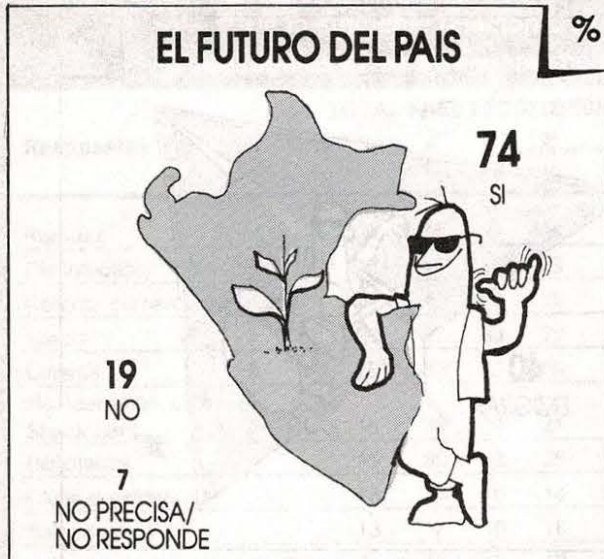 EL FUTURO DEL PAIS
%
74
SI
19
NO
7
NO PRECISA/
NO RESPONDE